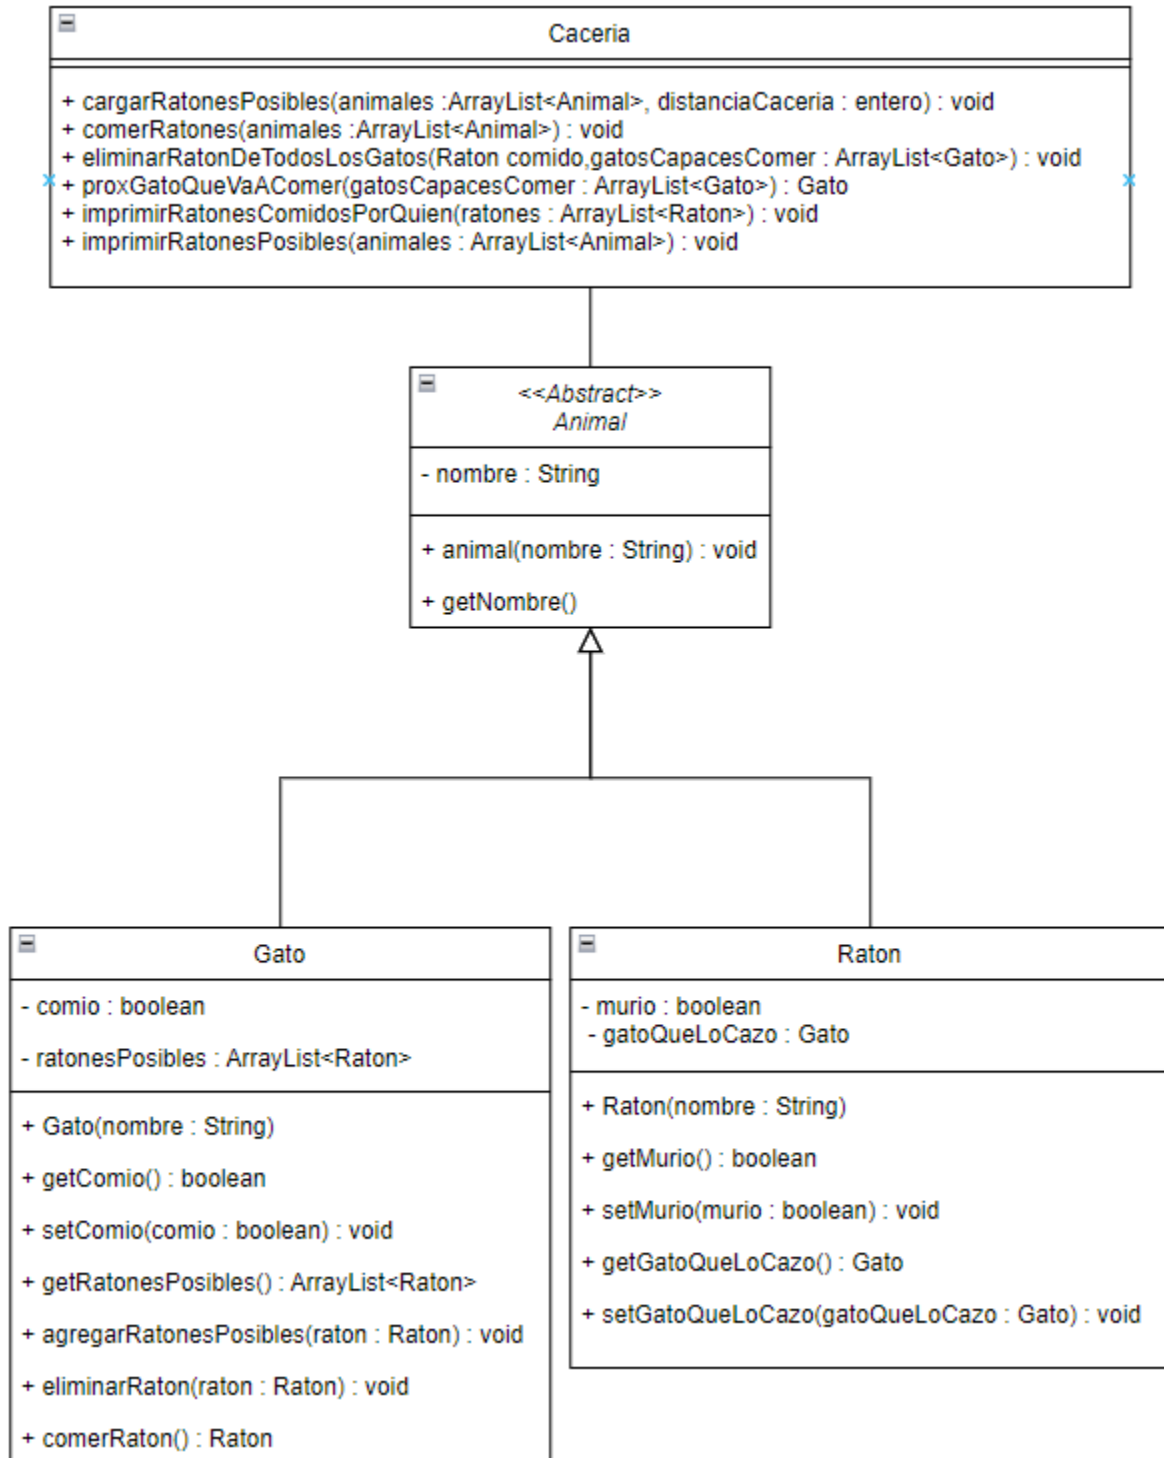 Caceria
+ cargarRatonesPosibles(animales :ArrayList<Animal>, distanciaCaceria : entero) : void
+ comerRatones(animales :ArrayList<Animal>) : void
+ eliminarRatonDeTodosLosGatos(Raton comido,gatosCapacesComer : ArrayList<Gato>) : void
+ proxGatoQueVaAComer(gatosCapacesComer : ArrayList<Gato>) : Gato
+ imprimirRatonesComidosPorQuien(ratones : ArrayList<Raton>) : void
+ imprimirRatonesPosibles(animales : ArrayList<Animal>) : void
<<Abstract>>
Animal
- nombre : String
+ animal(nombre : String) : void
+ getNombre()
Gato
- comio : boolean
- ratonesPosibles : ArrayList<Raton>
+ Gato(nombre : String)
+ getComio() : boolean
+ setComio(comio : boolean) : void
+ getRatonesPosibles() : ArrayList<Raton>
+ agregarRatonesPosibles(raton : Raton) : void
+ eliminarRaton(raton : Raton) : void
+ comerRaton() : Raton
Raton
- murio : boolean
- gatoQueLoCazo : Gato
+ Raton(nombre : String)
+ getMurio() : boolean
+ setMurio(murio : boolean) : void
+ getGatoQueLoCazo() : Gato
+ setGatoQueLoCazo(gatoQueLoCazo : Gato) : void